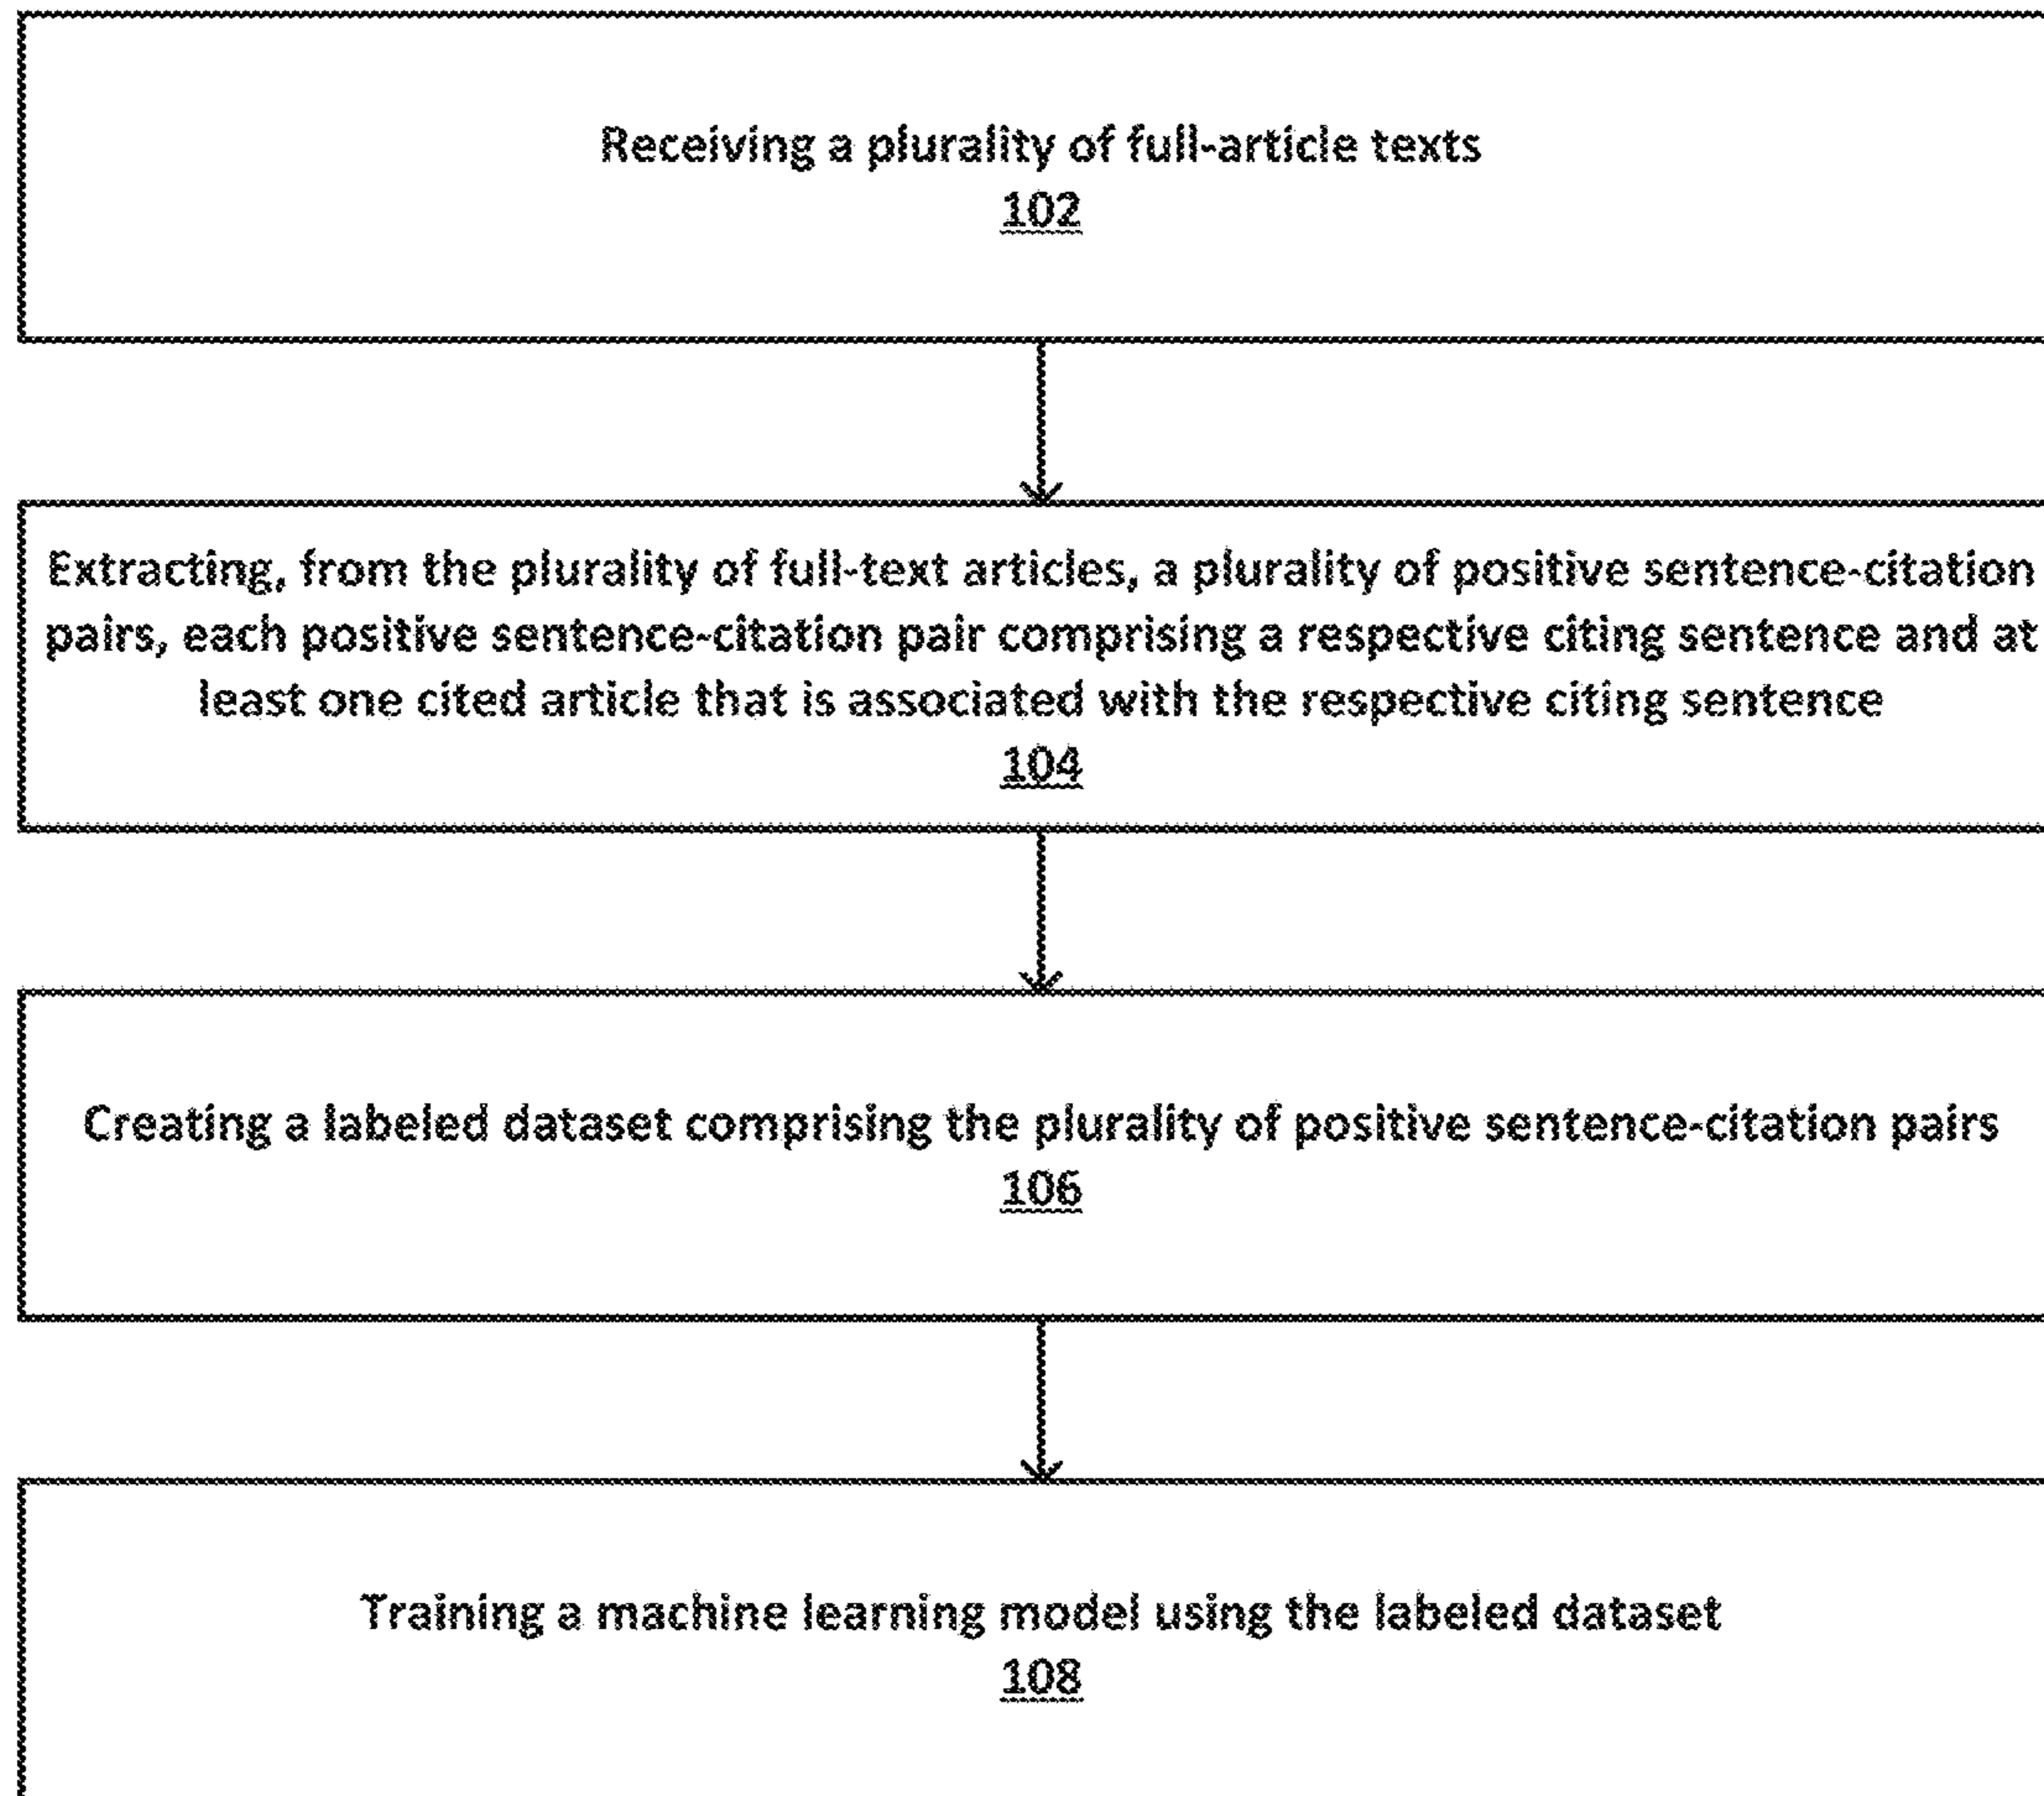 Receiving a plurality of full-article texts
102
Extracting, from the plurality of full-text articles, a plurality of positive sentence-citation
pairs, each positive sentence-citation pair comprising a respective citing sentence and at
least one cited article that is associated with the respective citing sentence
104
Creating a labeled dataset comprising the plurality of positive sentence-citation pairs
106
Training a machine learning model using the labeled dataset
108